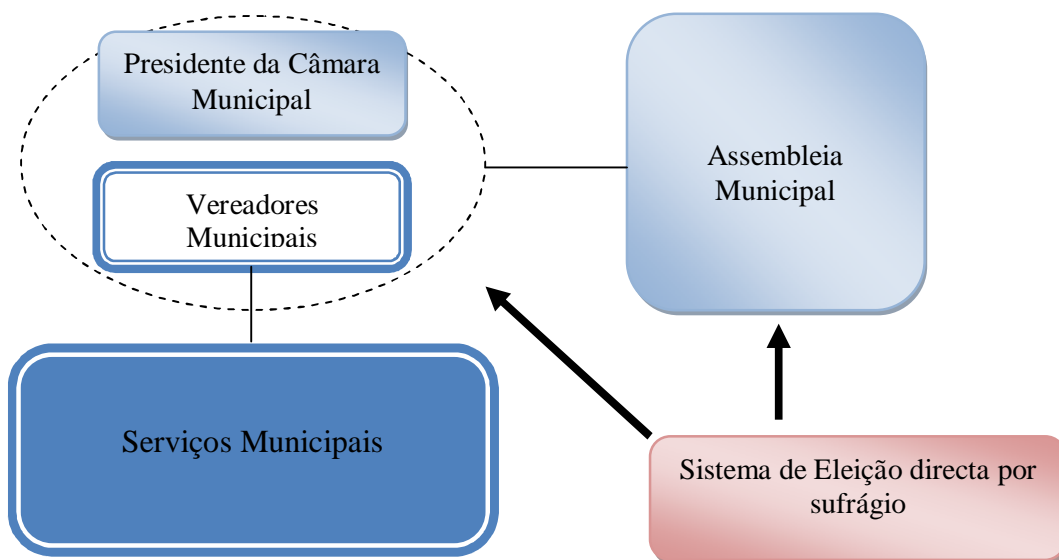 Presidente da Câmara
Municipal
Vereadores
Municipais
Assembleia
Municipal
Serviços Municipais
Sistema de Eleição directa por
sufrágio